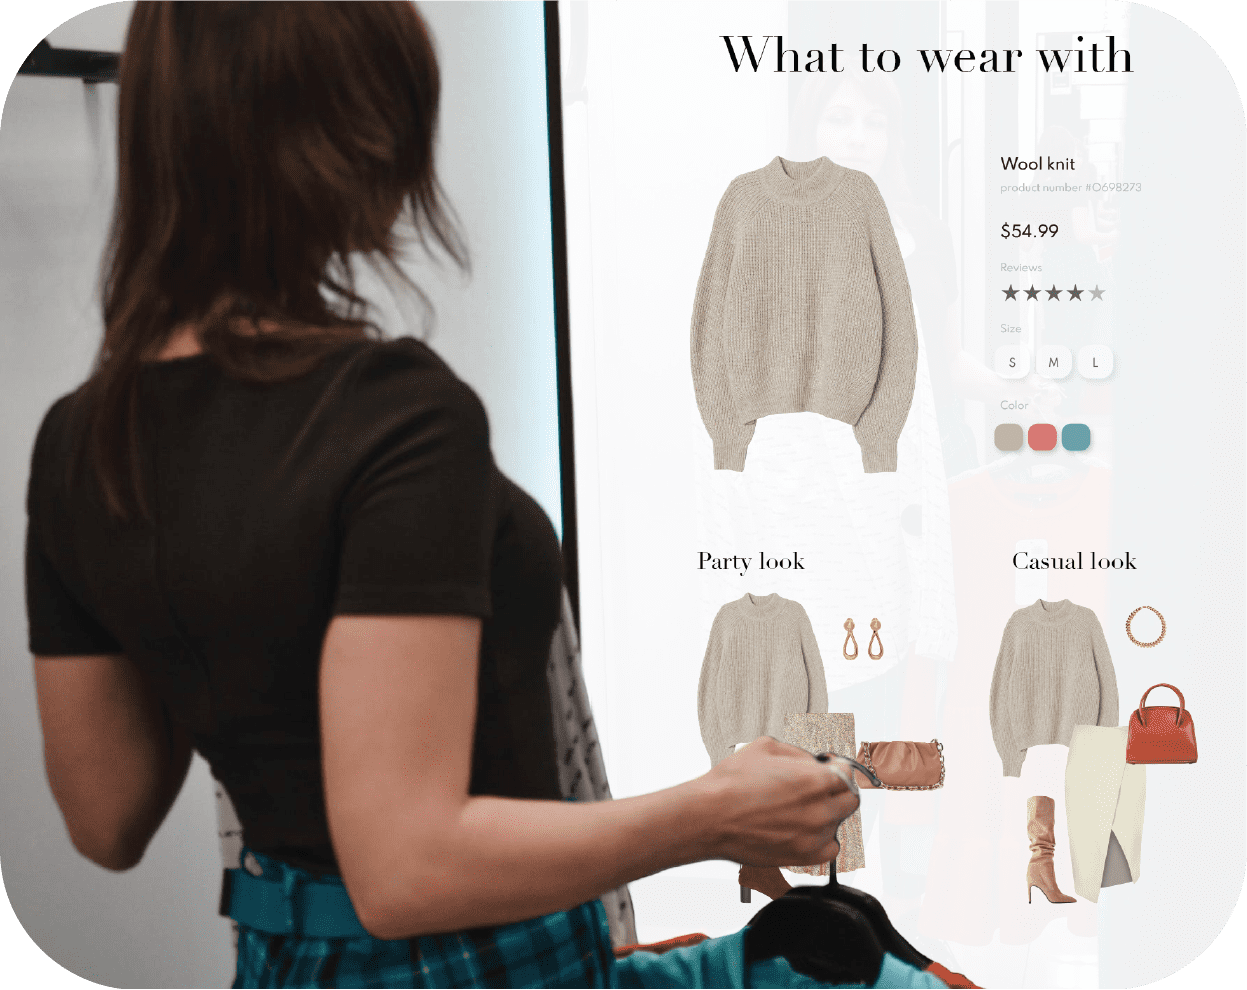 What to wear with
Wool knit
product number #0698273
$54.99
Reviews
Size
S M L
Color
Party look
Casual look